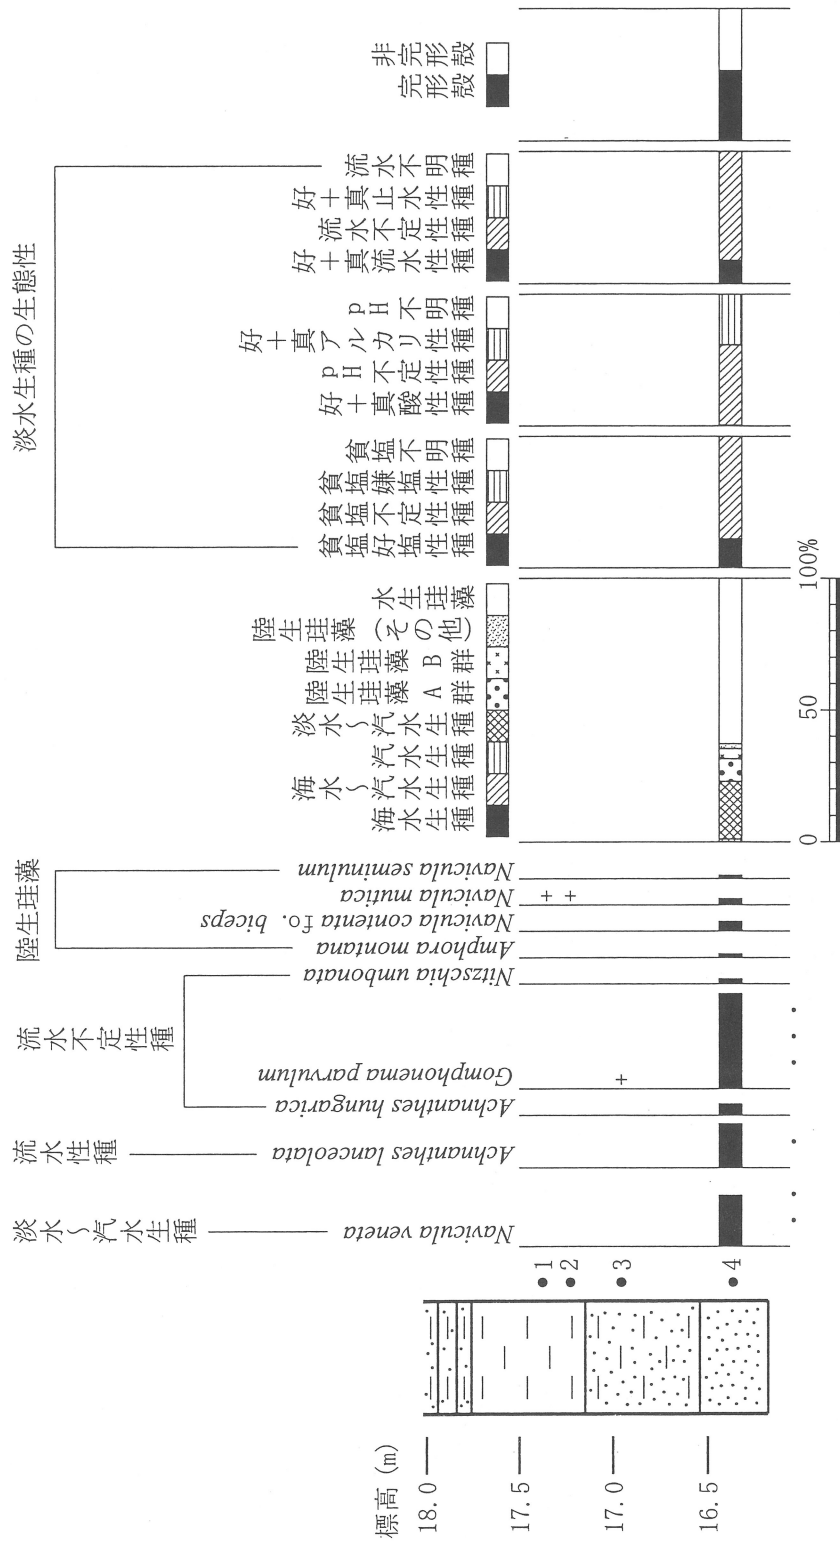 標高 (m)
18.0
17.5
17.0
16.5
1
2
3
4
淡水～汽水生種
Navicula veneta
流水性種
Achnanthes lanceolata
流水不定性種
Achnanthes hungarica
Gomphonema parvulum
Nitzschia umbonata
陸生珪藻
Amphora montana
Navicula contenta fo. biceps
Navicula mutica
Navicula seminulum
+
+
+
海水生種
海水～汽水生種
汽水生種
淡水～汽水生種
陸生珪藻A群
陸生珪藻B群
陸生珪藻(その他)
水生珪藻
0
50
100%
淡水生種の生態性
貧塩好塩性種
貧塩不定性種
貧塩嫌塩性種
貧塩不明種
好＋真酸性種
pH不定性種
好＋真アルカリ性種
pH不明種
好＋真流水性種
流水不定性種
好＋真止水性種
流水不明種
完形殻
非完形殻